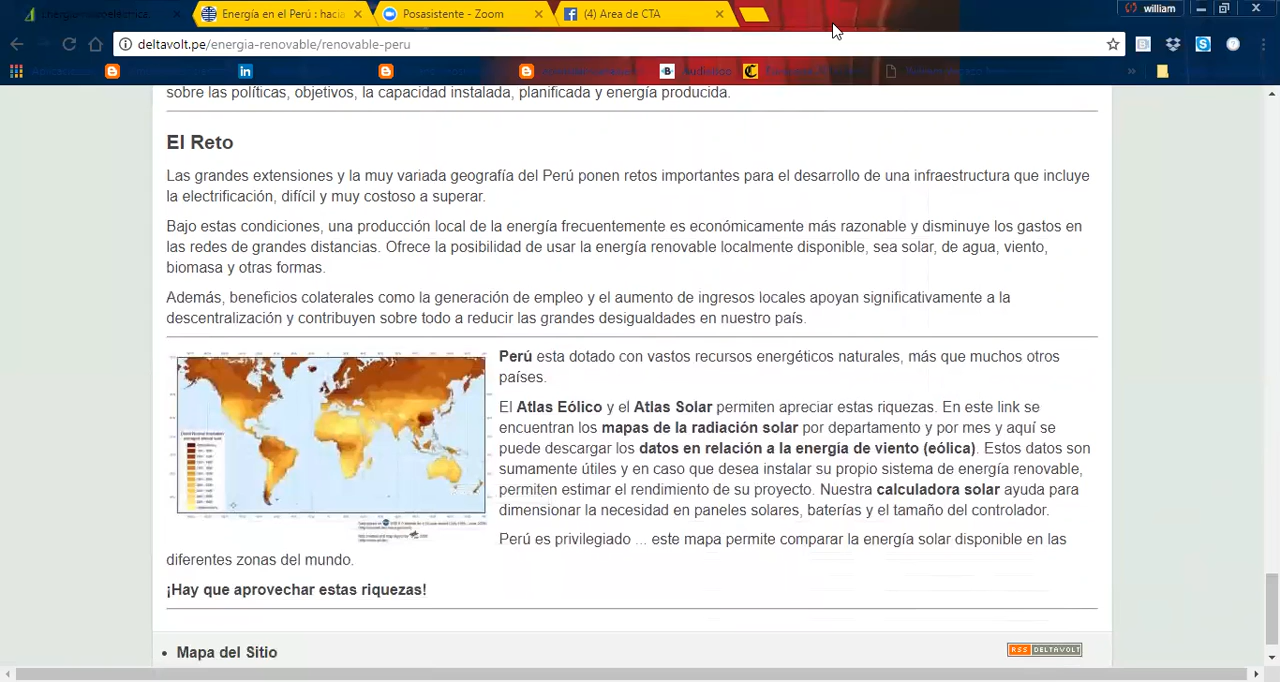 Energía en el Perú : hacia
Posasistente - Zoom
(4) Area de CTA
william
deltavolt.pe/energia-renovable/renovable-peru
sobre las políticas, objetivos, la capacidad instalada, planificada y energía producida.
El Reto
Las grandes extensiones y la muy variada geografía del Perú ponen retos importantes para el desarrollo de una infraestructura que incluye
la electrificación, difícil y muy costoso a superar.
Bajo estas condiciones, una producción local de la energía frecuentemente es económicamente más razonable y disminuye los gastos en
las redes de grandes distancias. Ofrece la posibilidad de usar la energía renovable localmente disponible, sea solar, de agua, viento,
biomasa y otras formas.
Además, beneficios colaterales como la generación de empleo y el aumento de ingresos locales apoyan significativamente a la
descentralización y contribuyen sobre todo a reducir las grandes desigualdades en nuestro país.
Perú esta dotado con vastos recursos energéticos naturales, más que muchos otros
países.
El Atlas Eólico y el Atlas Solar permiten apreciar estas riquezas. En este link se
encuentran los mapas de la radiación solar por departamento y por mes y aquí se
puede descargar los datos en relación a la energía de viento (eólica). Estos datos son
sumamente útiles y en caso que desea instalar su propio sistema de energía renovable,
permiten estimar el rendimiento de su proyecto. Nuestra calculadora solar ayuda para
dimensionar la necesidad en paneles solares, baterías y el tamaño del controlador.
Perú es privilegiado ... este mapa permite comparar la energía solar disponible en las
diferentes zonas del mundo.
¡Hay que aprovechar estas riquezas!
Mapa del Sitio
RSS DELTAVOLT